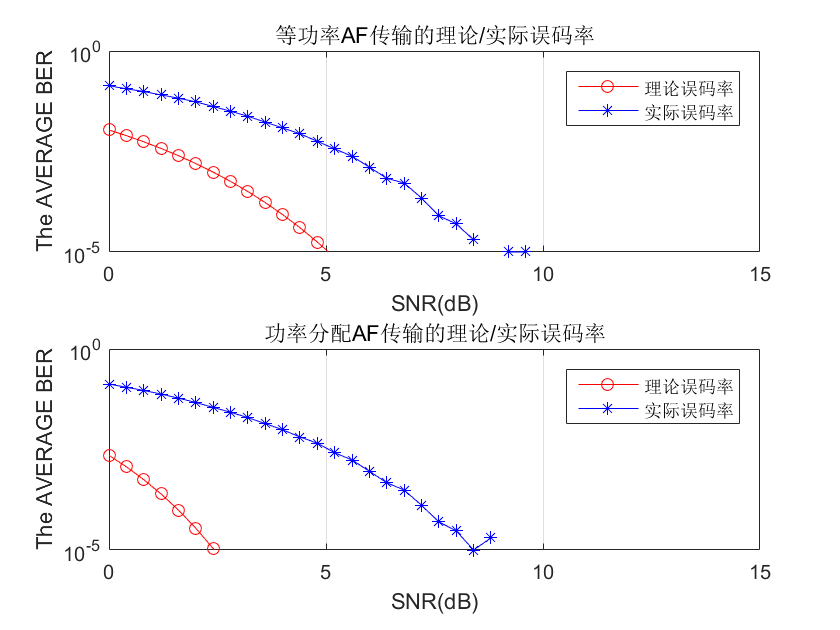 等功率AF传输的理论/实际误码率
10^0
The AVERAGE BER
理论误码率
实际误码率
10^-5
0 5 10 15
SNR(dB)
功率分配AF传输的理论/实际误码率
10^0
The AVERAGE BER
理论误码率
实际误码率
10^-5
0 5 10 15
SNR(dB)